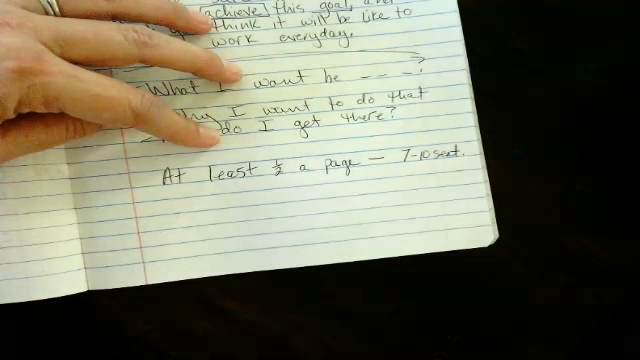 [achieve] this goal, and
think it will be like to
work everyday.
What I want be - - - ?
I want to do that
do I get there?
At least ½ a page - 7-10 sent.